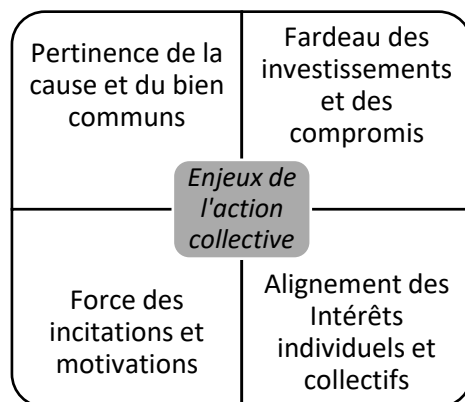 Pertinence de la
cause et du bien
communs
Fardeau des
investissements
et des
compromis
Enjeux de
l'action
collective
Force des
incitations et
motivations
Alignement des
Intérêts
individuels et
collectifs